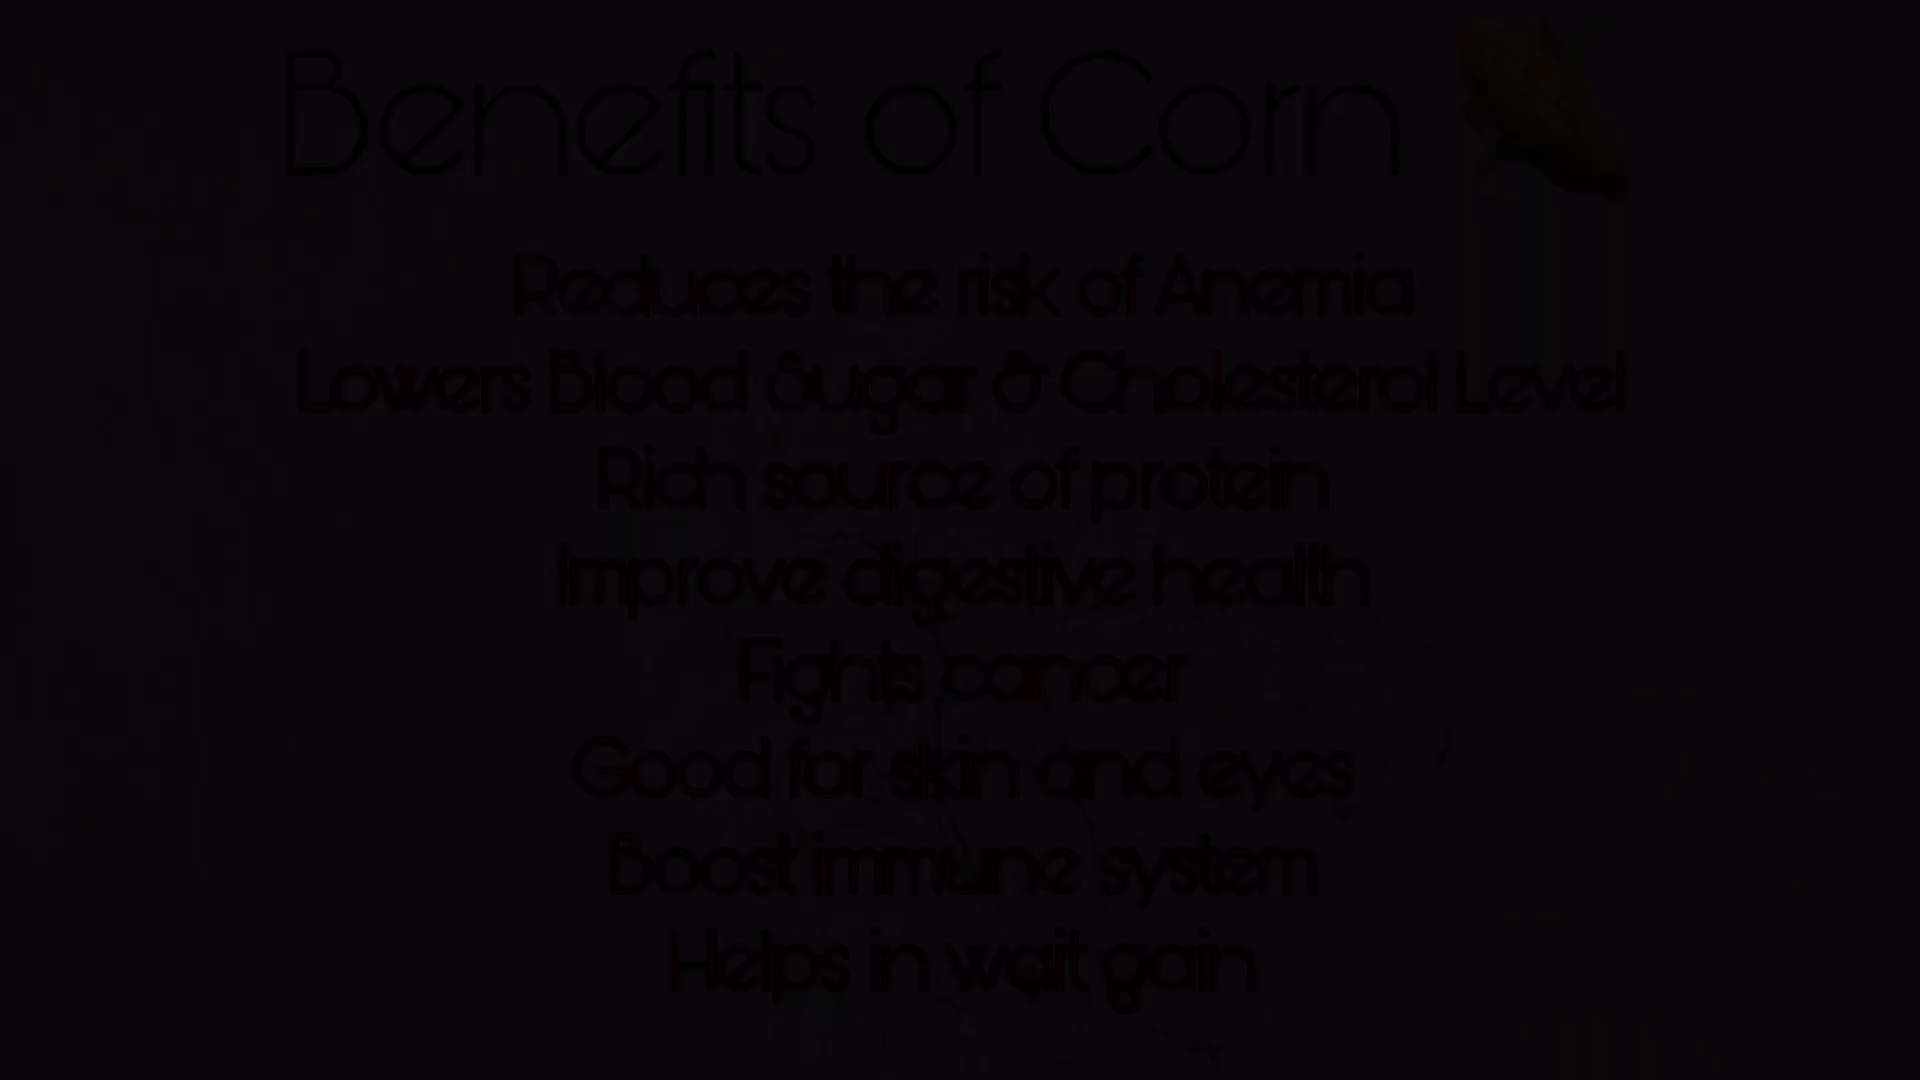 Benefits of Corn
Reduces the risk of Anemia
Lowers Blood Sugar & Cholesterol Level
Rich source of protein
Improve digestive health
Fights cancer
Good for skin and eyes
Boost immune system
Helps in wait gain